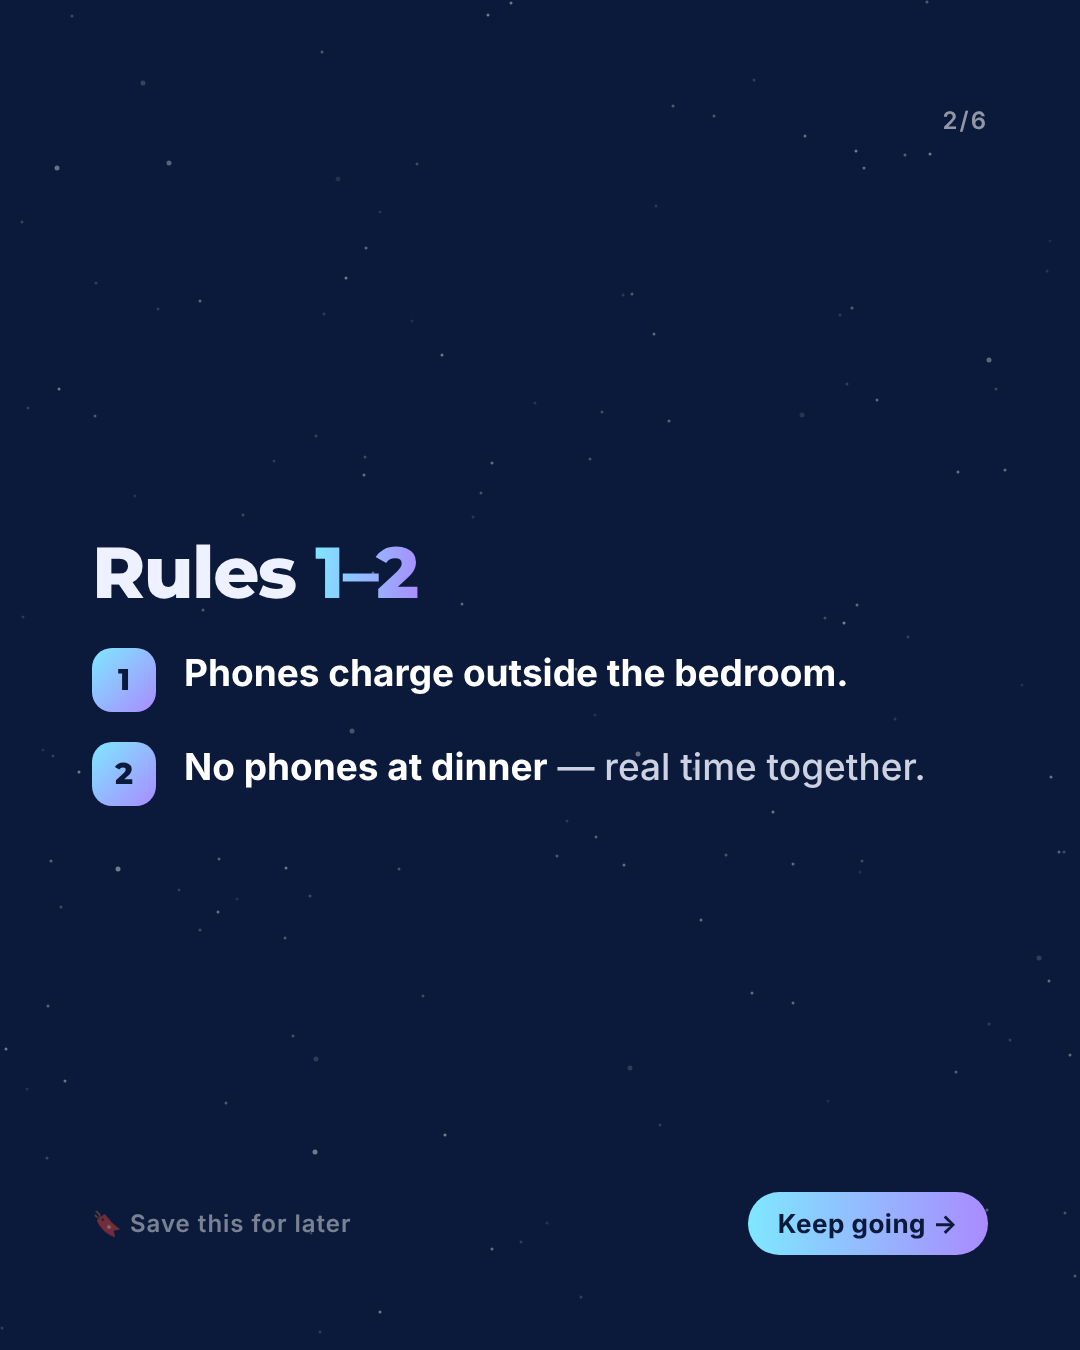 2/6
Rules 1–2
1 Phones charge outside the bedroom.
2 No phones at dinner — real time together.
🔖 Save this for later
Keep going →